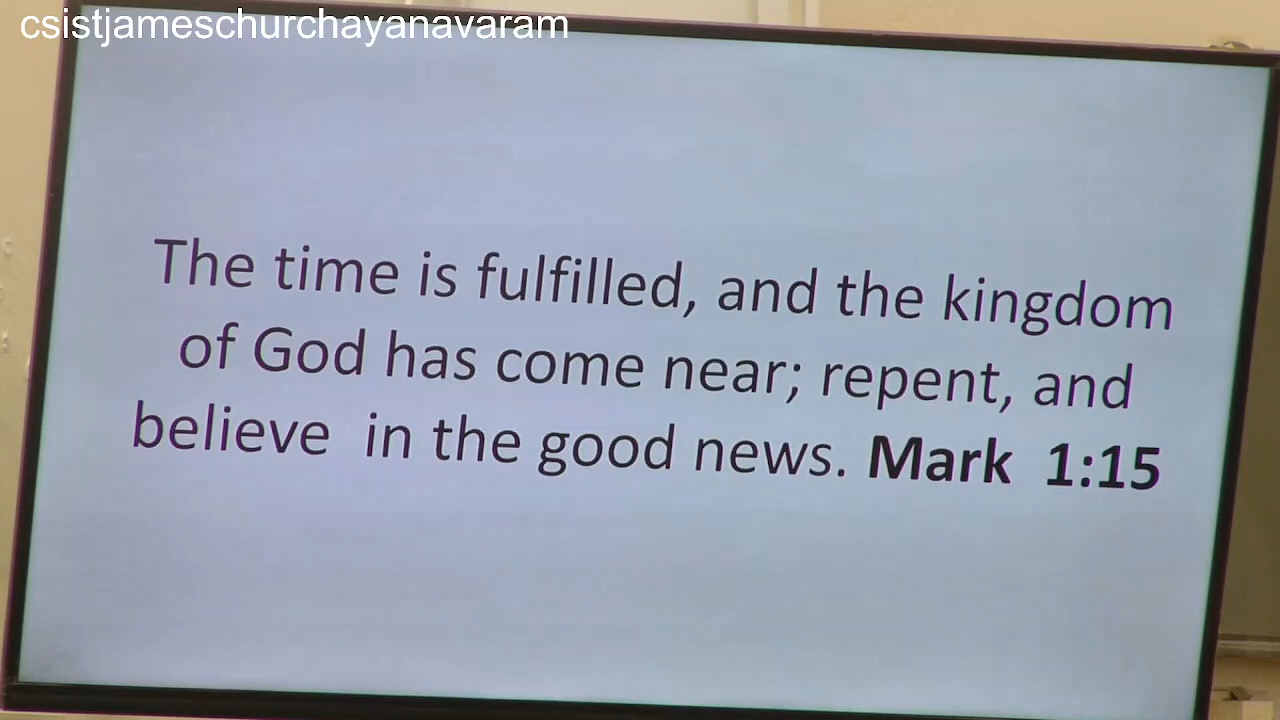 csistjameschurchayanavaram
The time is fulfilled, and the kingdom
of God has come near; repent, and
believe  in the good news. Mark  1:15